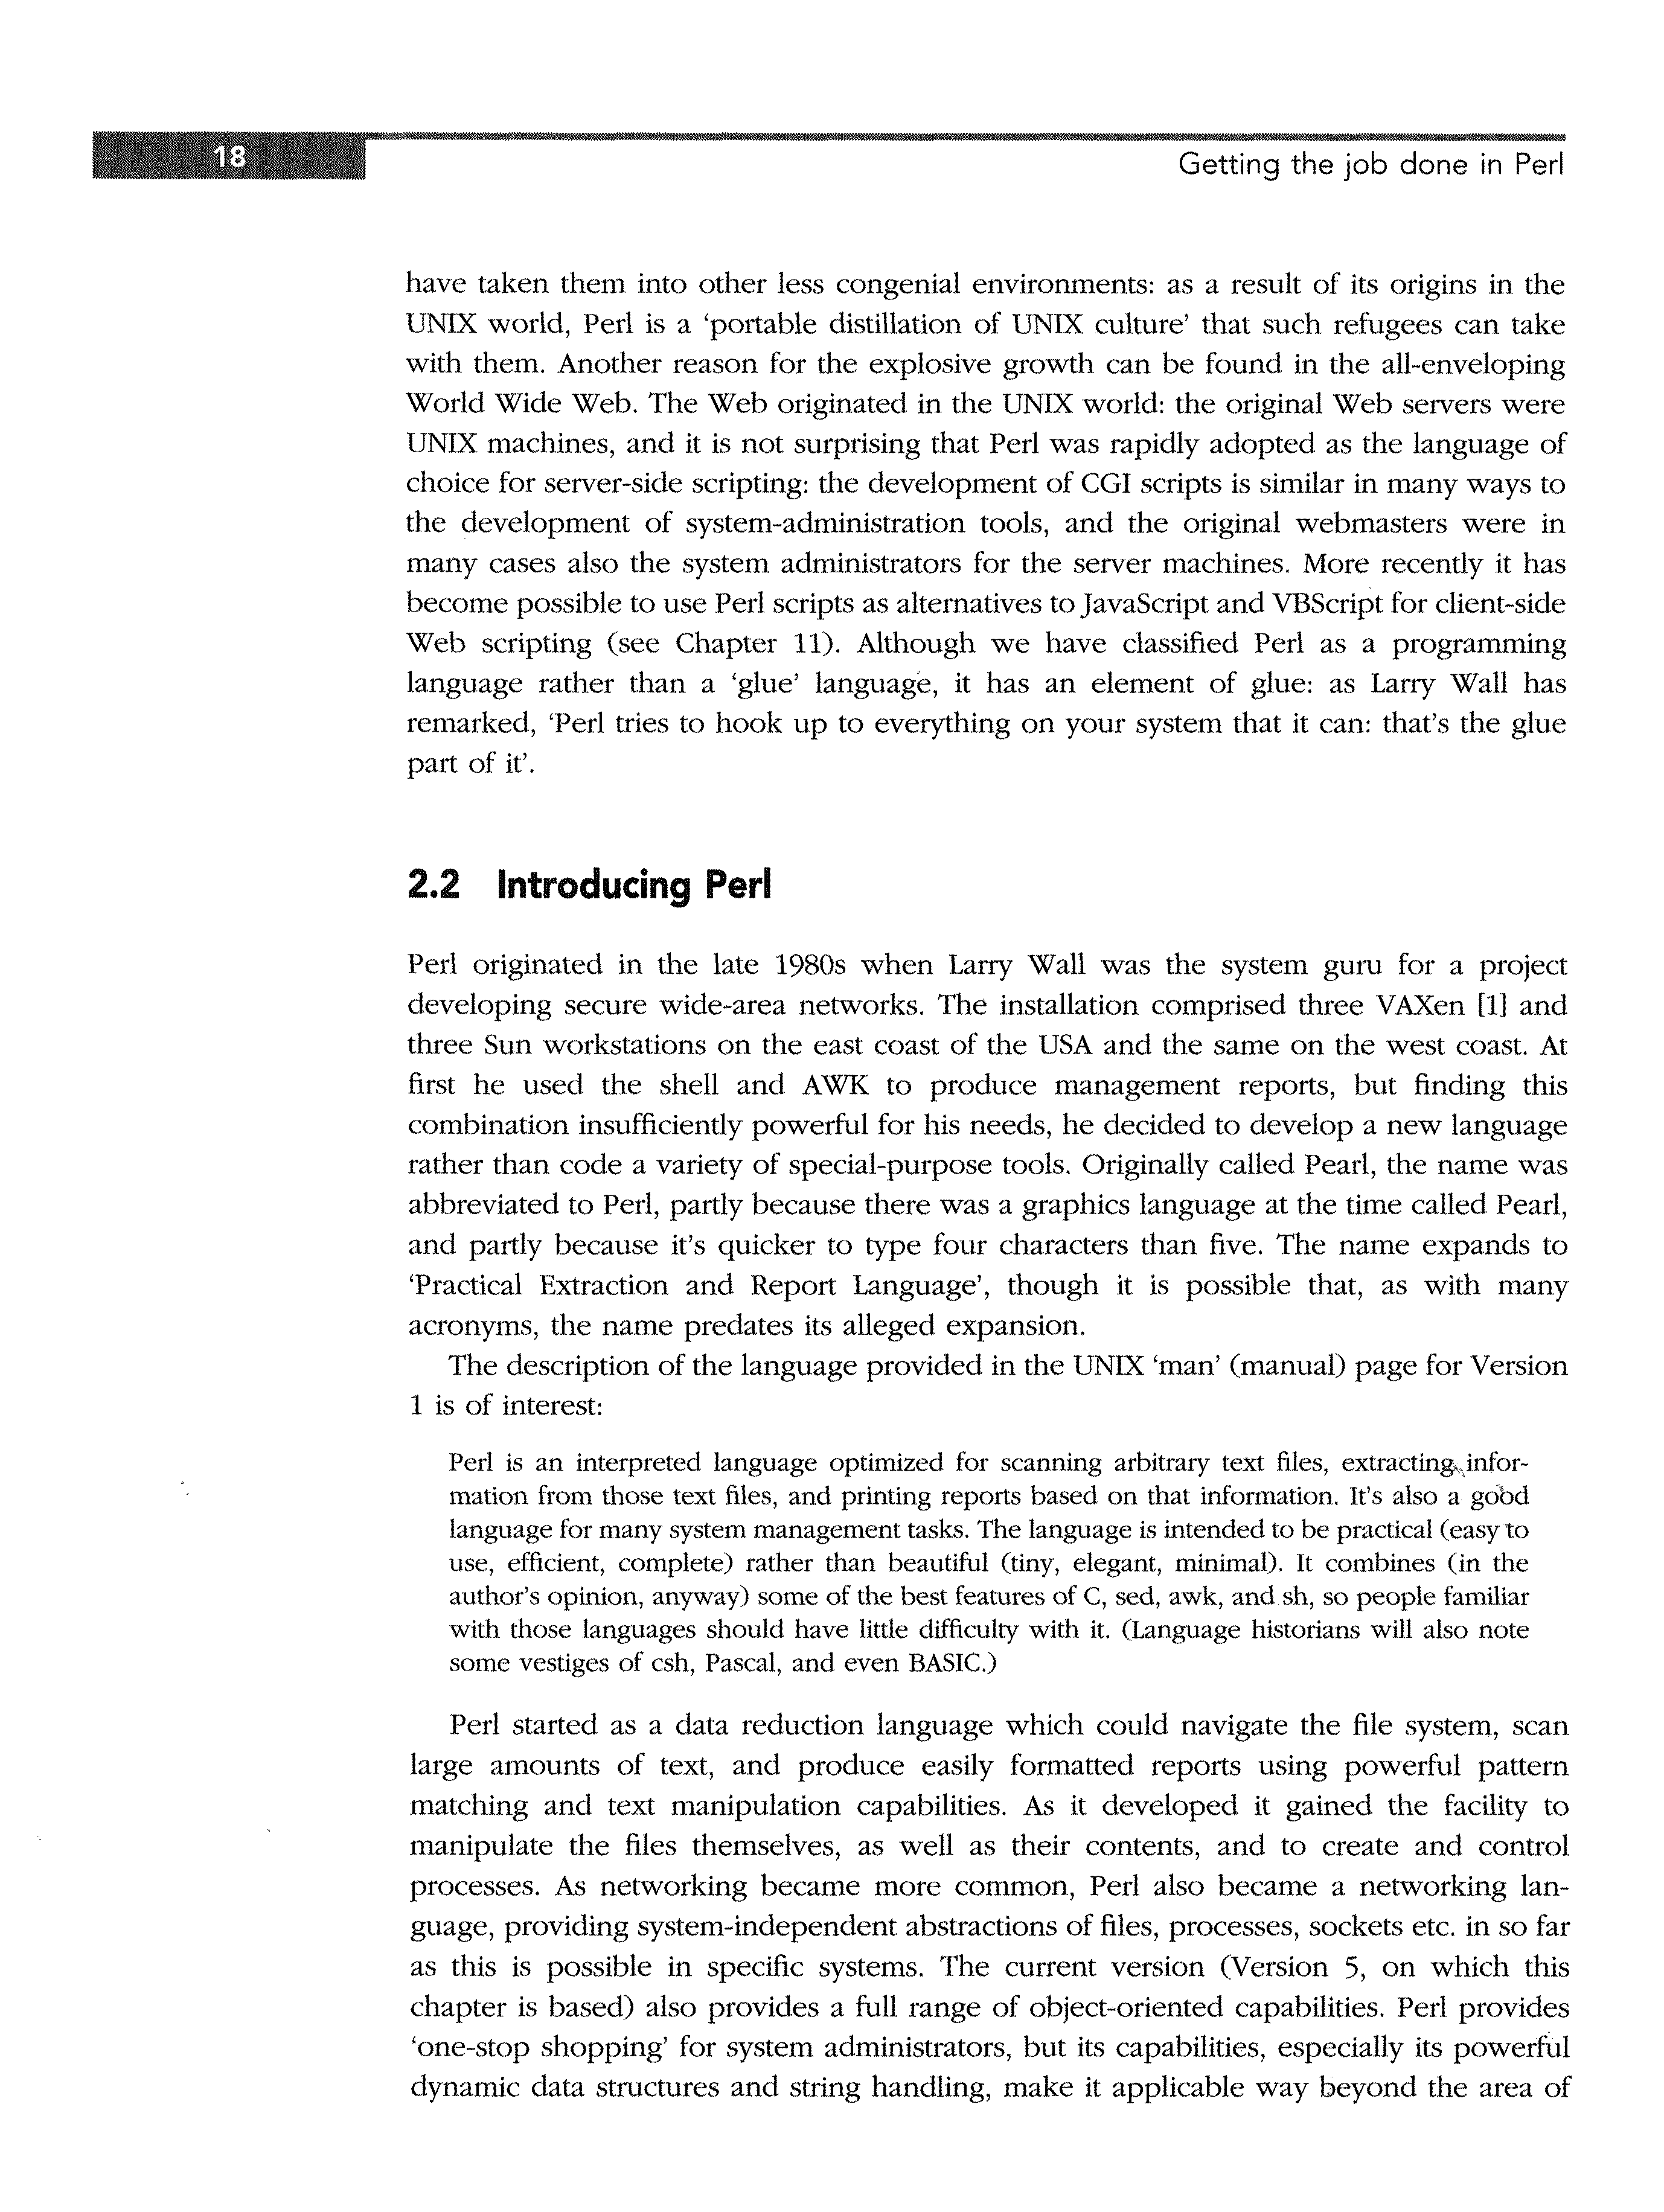 18
Getting the job done in Perl
have taken them into other less congenial environments: as a result of its origins in the
UNIX world, Perl is a ‘portable distillation of UNIX culture’ that such refugees can take
with them. Another reason for the explosive growth can be found in the all-enveloping
World Wide Web. The Web originated in the UNIX world: the original Web servers were
UNIX machines, and it is not surprising that Perl was rapidly adopted as the language of
choice for server-side scripting: the development of CGI scripts is similar in many ways to
the development of system-administration tools, and the original webmasters were in
many cases also the system administrators for the server machines. More recently it has
become possible to use Perl scripts as alternatives to JavaScript and VBScript for client-side
Web scripting (see Chapter 11). Although we have classified Perl as a programming
language rather than a ‘glue’ language, it has an element of glue: as Larry Wall has
remarked, ‘Perl tries to hook up to everything on your system that it can: that’s the glue
part of it’.
2.2 Introducing Perl
Perl originated in the late 1980s when Larry Wall was the system guru for a project
developing secure wide-area networks. The installation comprised three VAXen [1] and
three Sun workstations on the east coast of the USA and the same on the west coast. At
first he used the shell and AWK to produce management reports, but finding this
combination insufficiently powerful for his needs, he decided to develop a new language
rather than code a variety of special-purpose tools. Originally called Pearl, the name was
abbreviated to Perl, partly because there was a graphics language at the time called Pearl,
and partly because it’s quicker to type four characters than five. The name expands to
‘Practical Extraction and Report Language’, though it is possible that, as with many
acronyms, the name predates its alleged expansion.
The description of the language provided in the UNIX ‘man’ (manual) page for Version
1 is of interest:
Perl is an interpreted language optimized for scanning arbitrary text files, extracting infor-
mation from those text files, and printing reports based on that information. It’s also a good
language for many system management tasks. The language is intended to be practical (easy to
use, efficient, complete) rather than beautiful (tiny, elegant, minimal). It combines (in the
author’s opinion, anyway) some of the best features of C, sed, awk, and sh, so people familiar
with those languages should have little difficulty with it. (Language historians will also note
some vestiges of csh, Pascal, and even BASIC.)
Perl started as a data reduction language which could navigate the file system, scan
large amounts of text, and produce easily formatted reports using powerful pattern
matching and text manipulation capabilities. As it developed it gained the facility to
manipulate the files themselves, as well as their contents, and to create and control
processes. As networking became more common, Perl also became a networking lan-
guage, providing system-independent abstractions of files, processes, sockets etc. in so far
as this is possible in specific systems. The current version (Version 5, on which this
chapter is based) also provides a full range of object-oriented capabilities. Perl provides
‘one-stop shopping’ for system administrators, but its capabilities, especially its powerful
dynamic data structures and string handling, make it applicable way beyond the area of